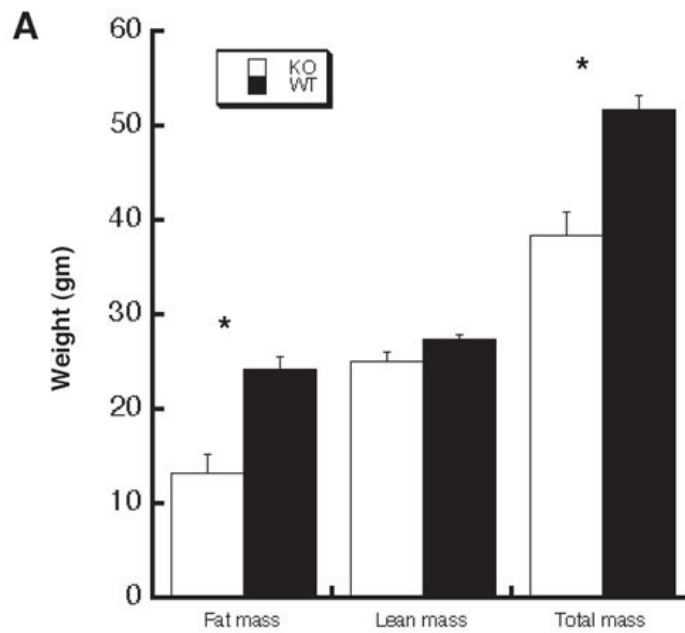 A
60
50
40
30
20
10
0
Weight (gm)
KO
WT
*
*
Fat mass
Lean mass
Total mass